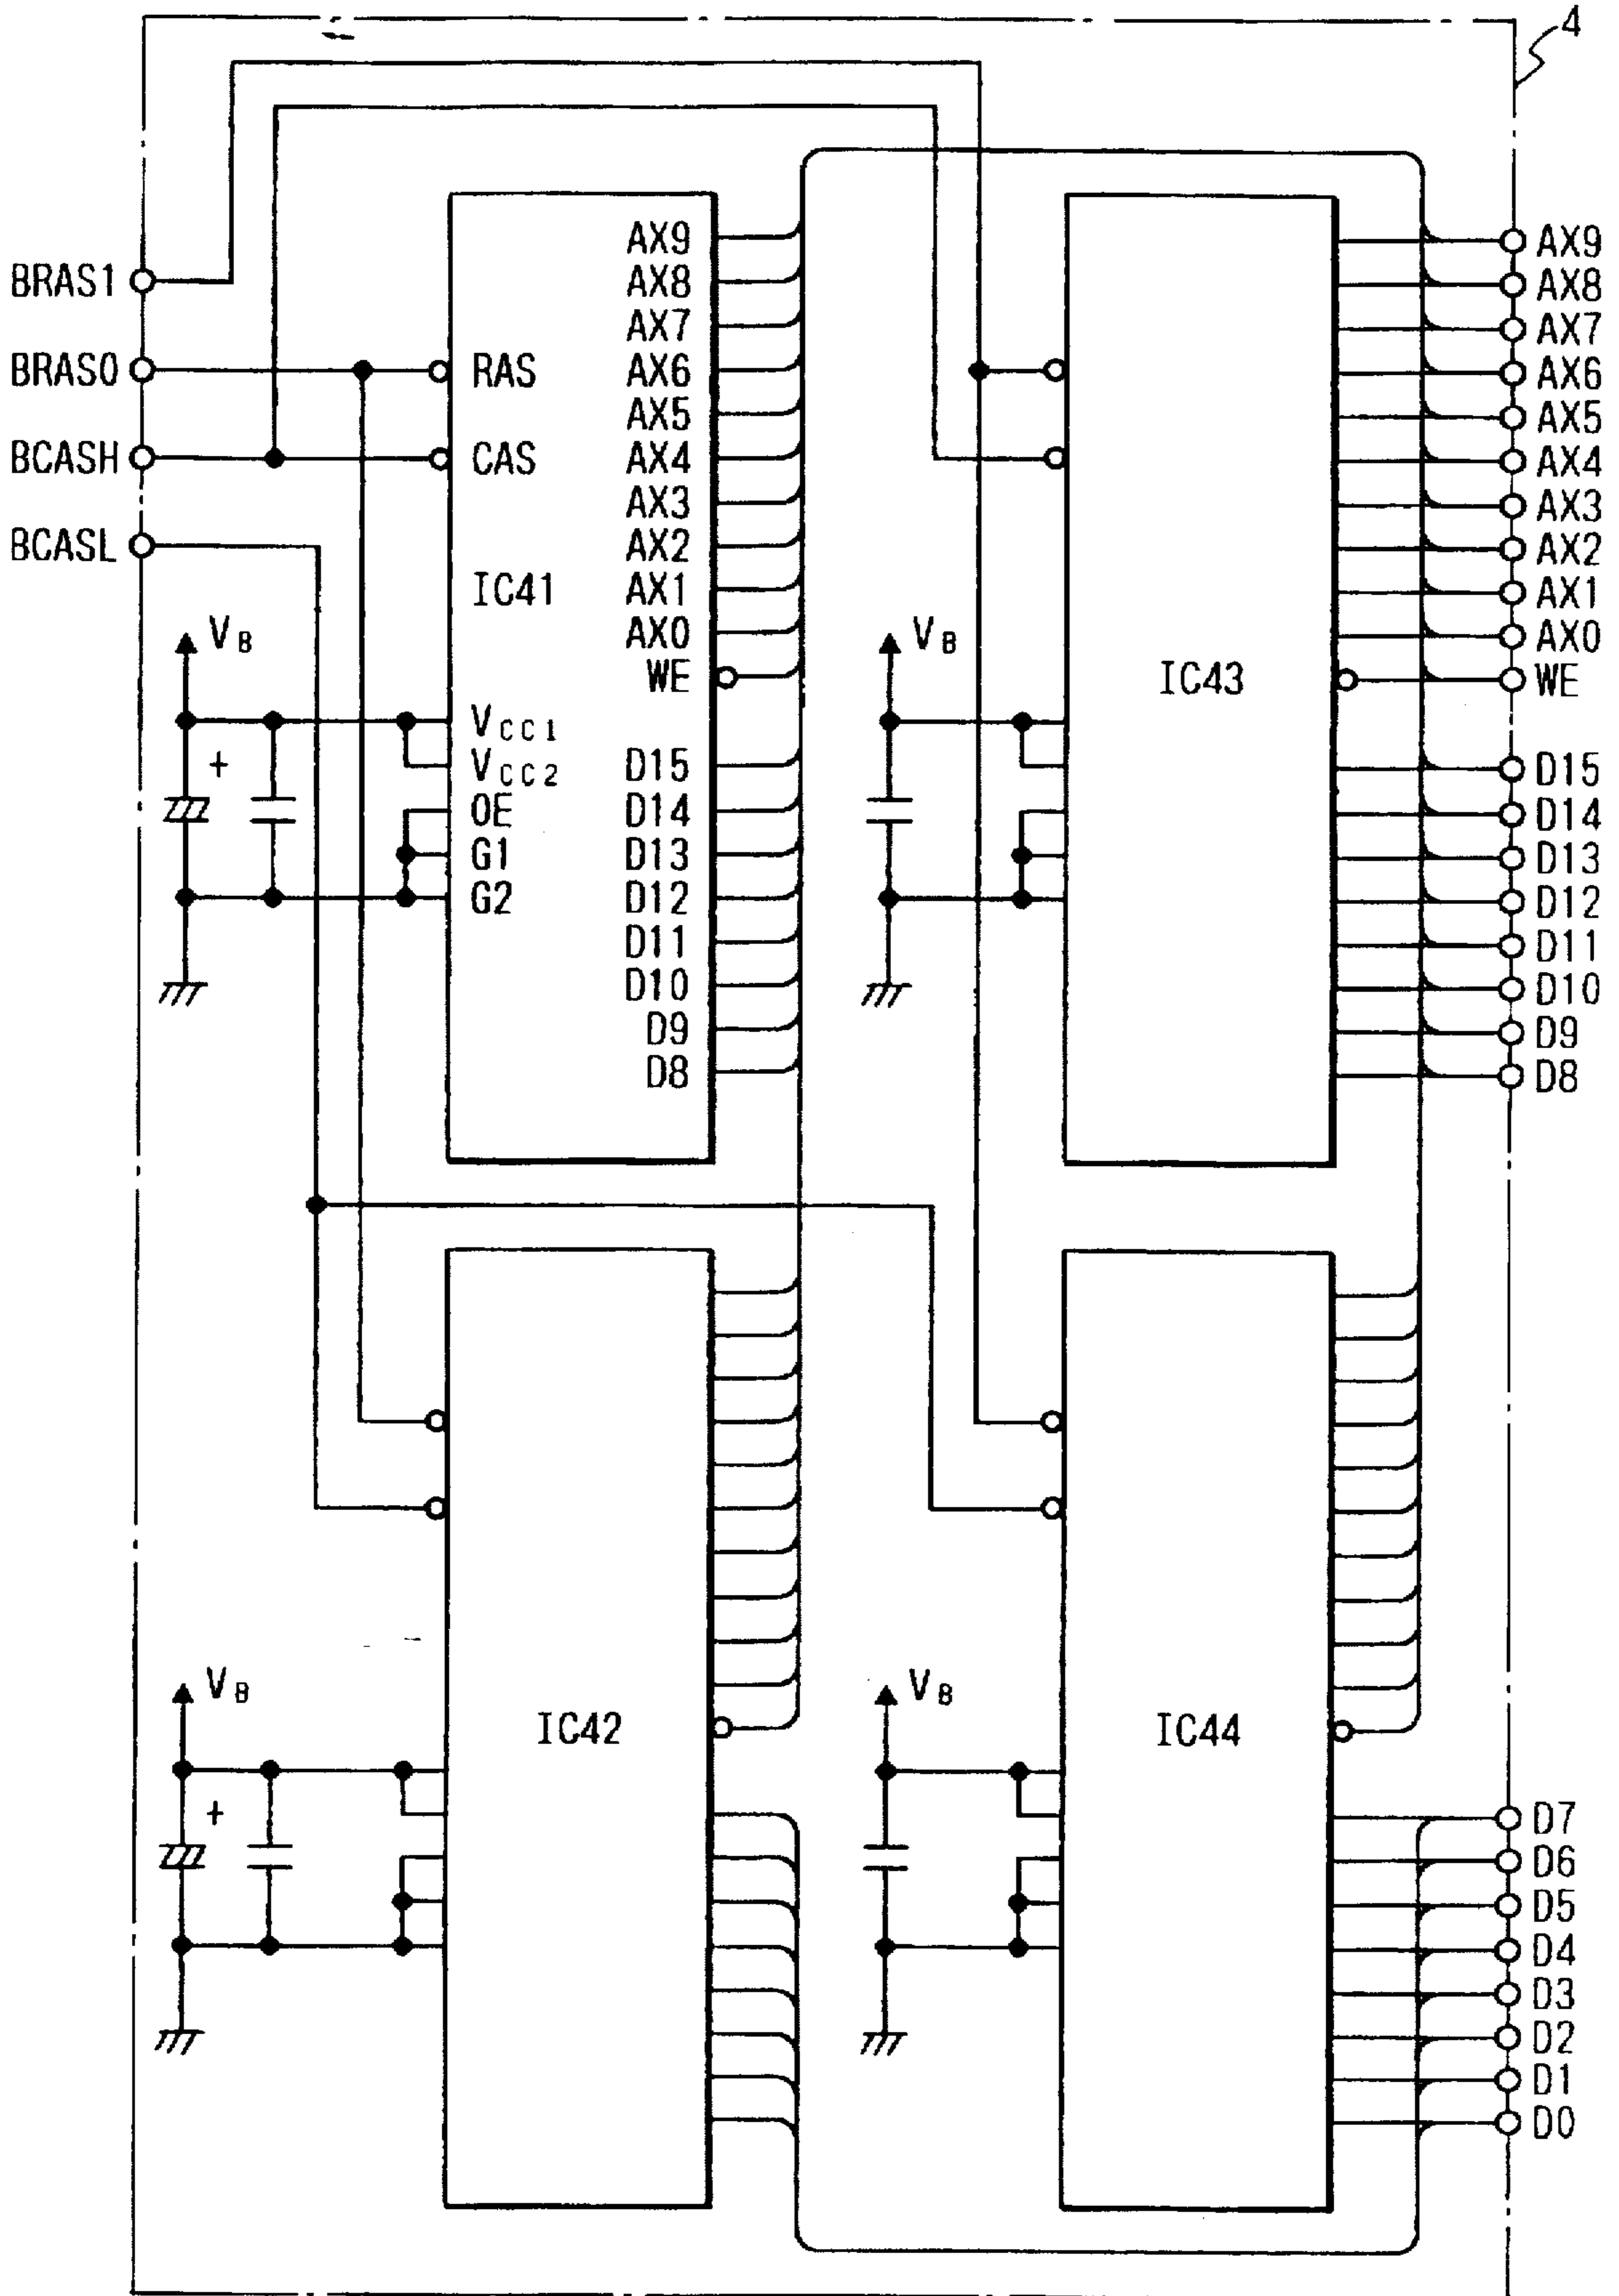 4
BRAS1
BRAS0
BCASH
BCASL
RAS
CAS
IC41
VCC1
VCC2
OE
G1
G2
AX9
AX8
AX7
AX6
AX5
AX4
AX3
AX2
AX1
AX0
WE
D15
D14
D13
D12
D11
D10
D9
D8
VB
+
VB
IC43
AX9
AX8
AX7
AX6
AX5
AX4
AX3
AX2
AX1
AX0
WE
D15
D14
D13
D12
D11
D10
D9
D8
VB
+
IC42
VB
IC44
D7
D6
D5
D4
D3
D2
D1
D0